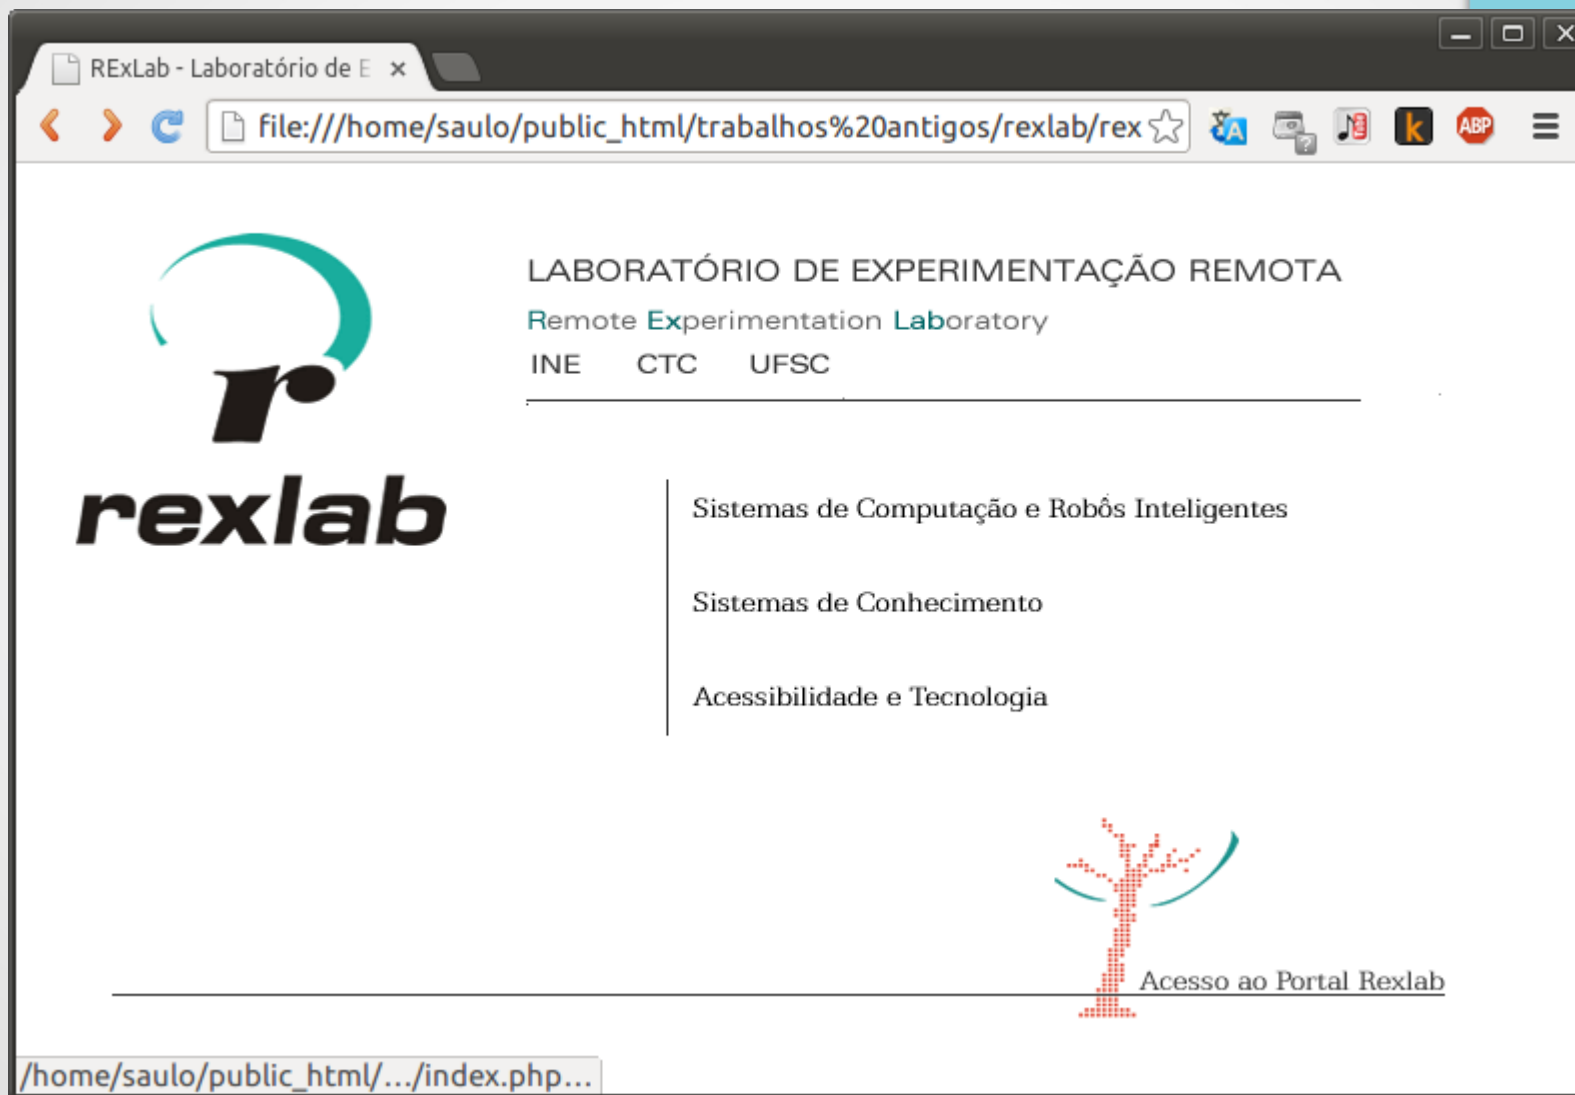 RExLab - Laboratório de E
file:///home/saulo/public_html/trabalhos%20antigos/rexlab/rex
ABP
r
rexlab
LABORATÓRIO DE EXPERIMENTAÇÃO REMOTA
Remote Experimentation Laboratory
INE CTC UFSC
Sistemas de Computação e Robôs Inteligentes
Sistemas de Conhecimento
Acessibilidade e Tecnologia
Acesso ao Portal Rexlab
/home/saulo/public_html/.../index.php...